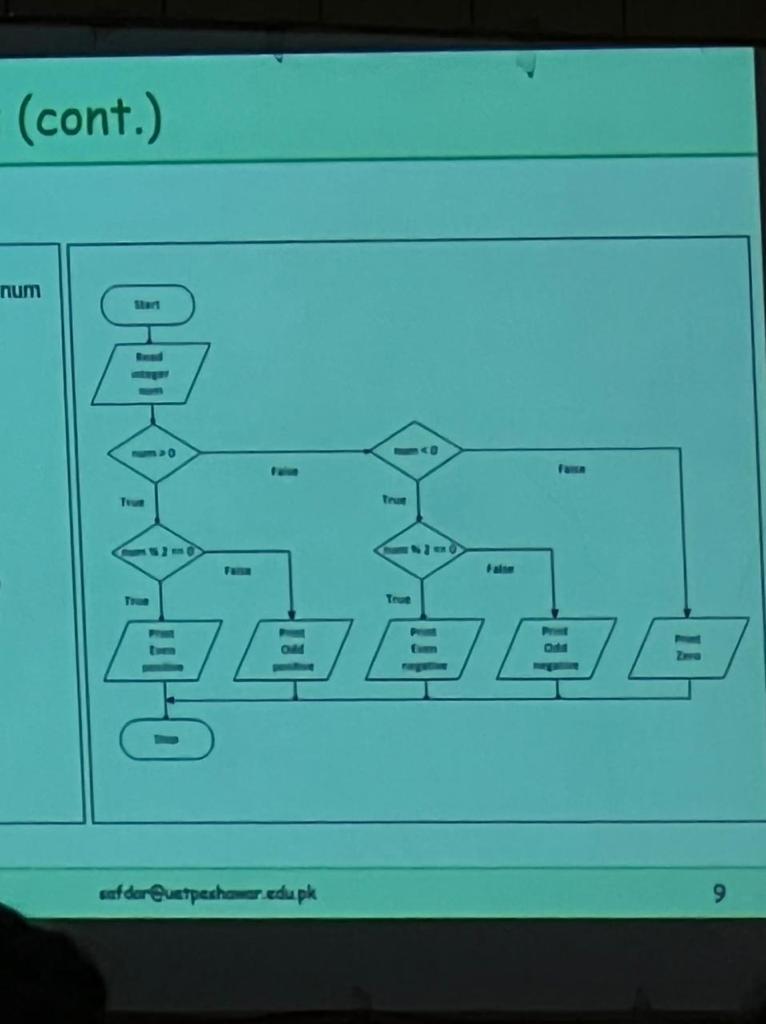 (cont.)
num
Start
Read
integer
num
num > 0
False
num < 0
False
True
True
num % 2 == 0
False
num % 2 == 0
False
True
True
Print
Even
positive
Print
Odd
positive
Print
Even
negative
Print
Odd
negative
Print
Zero
Stop
safdar@uetpeshawar.edu.pk
9